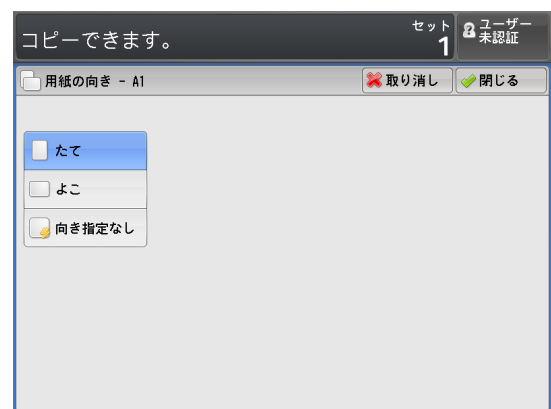 コピーできます。
セット
1
ユーザー
未認証
用紙の向き - A1
取り消し
閉じる
たて
よこ
向き指定なし